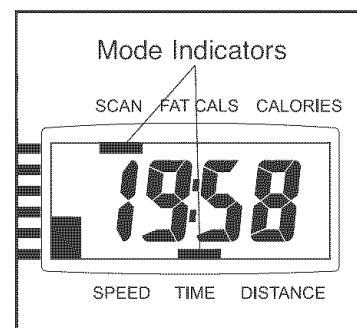 Mode Indicators
SCAN FAT CALS CALORIES
19:58
SPEED TIME DISTANCE